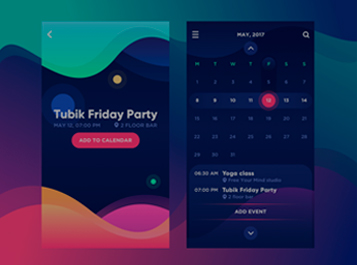 Tubik Friday Party
MAY 12, 07:00 PM 2 FLOOR BAR
ADD TO CALENDAR
MAY, 2017
M T W T F S S
1 2 3 4 5 6 7
8 9 10 11 12 13 14
15 16 17 18 19 20 21
22 23 24 25 26 27 28
29 30 31
06:30 AM Yoga class
Free Your Mind studio
07:00 PM Tubik Friday Party
2 floor bar
ADD EVENT